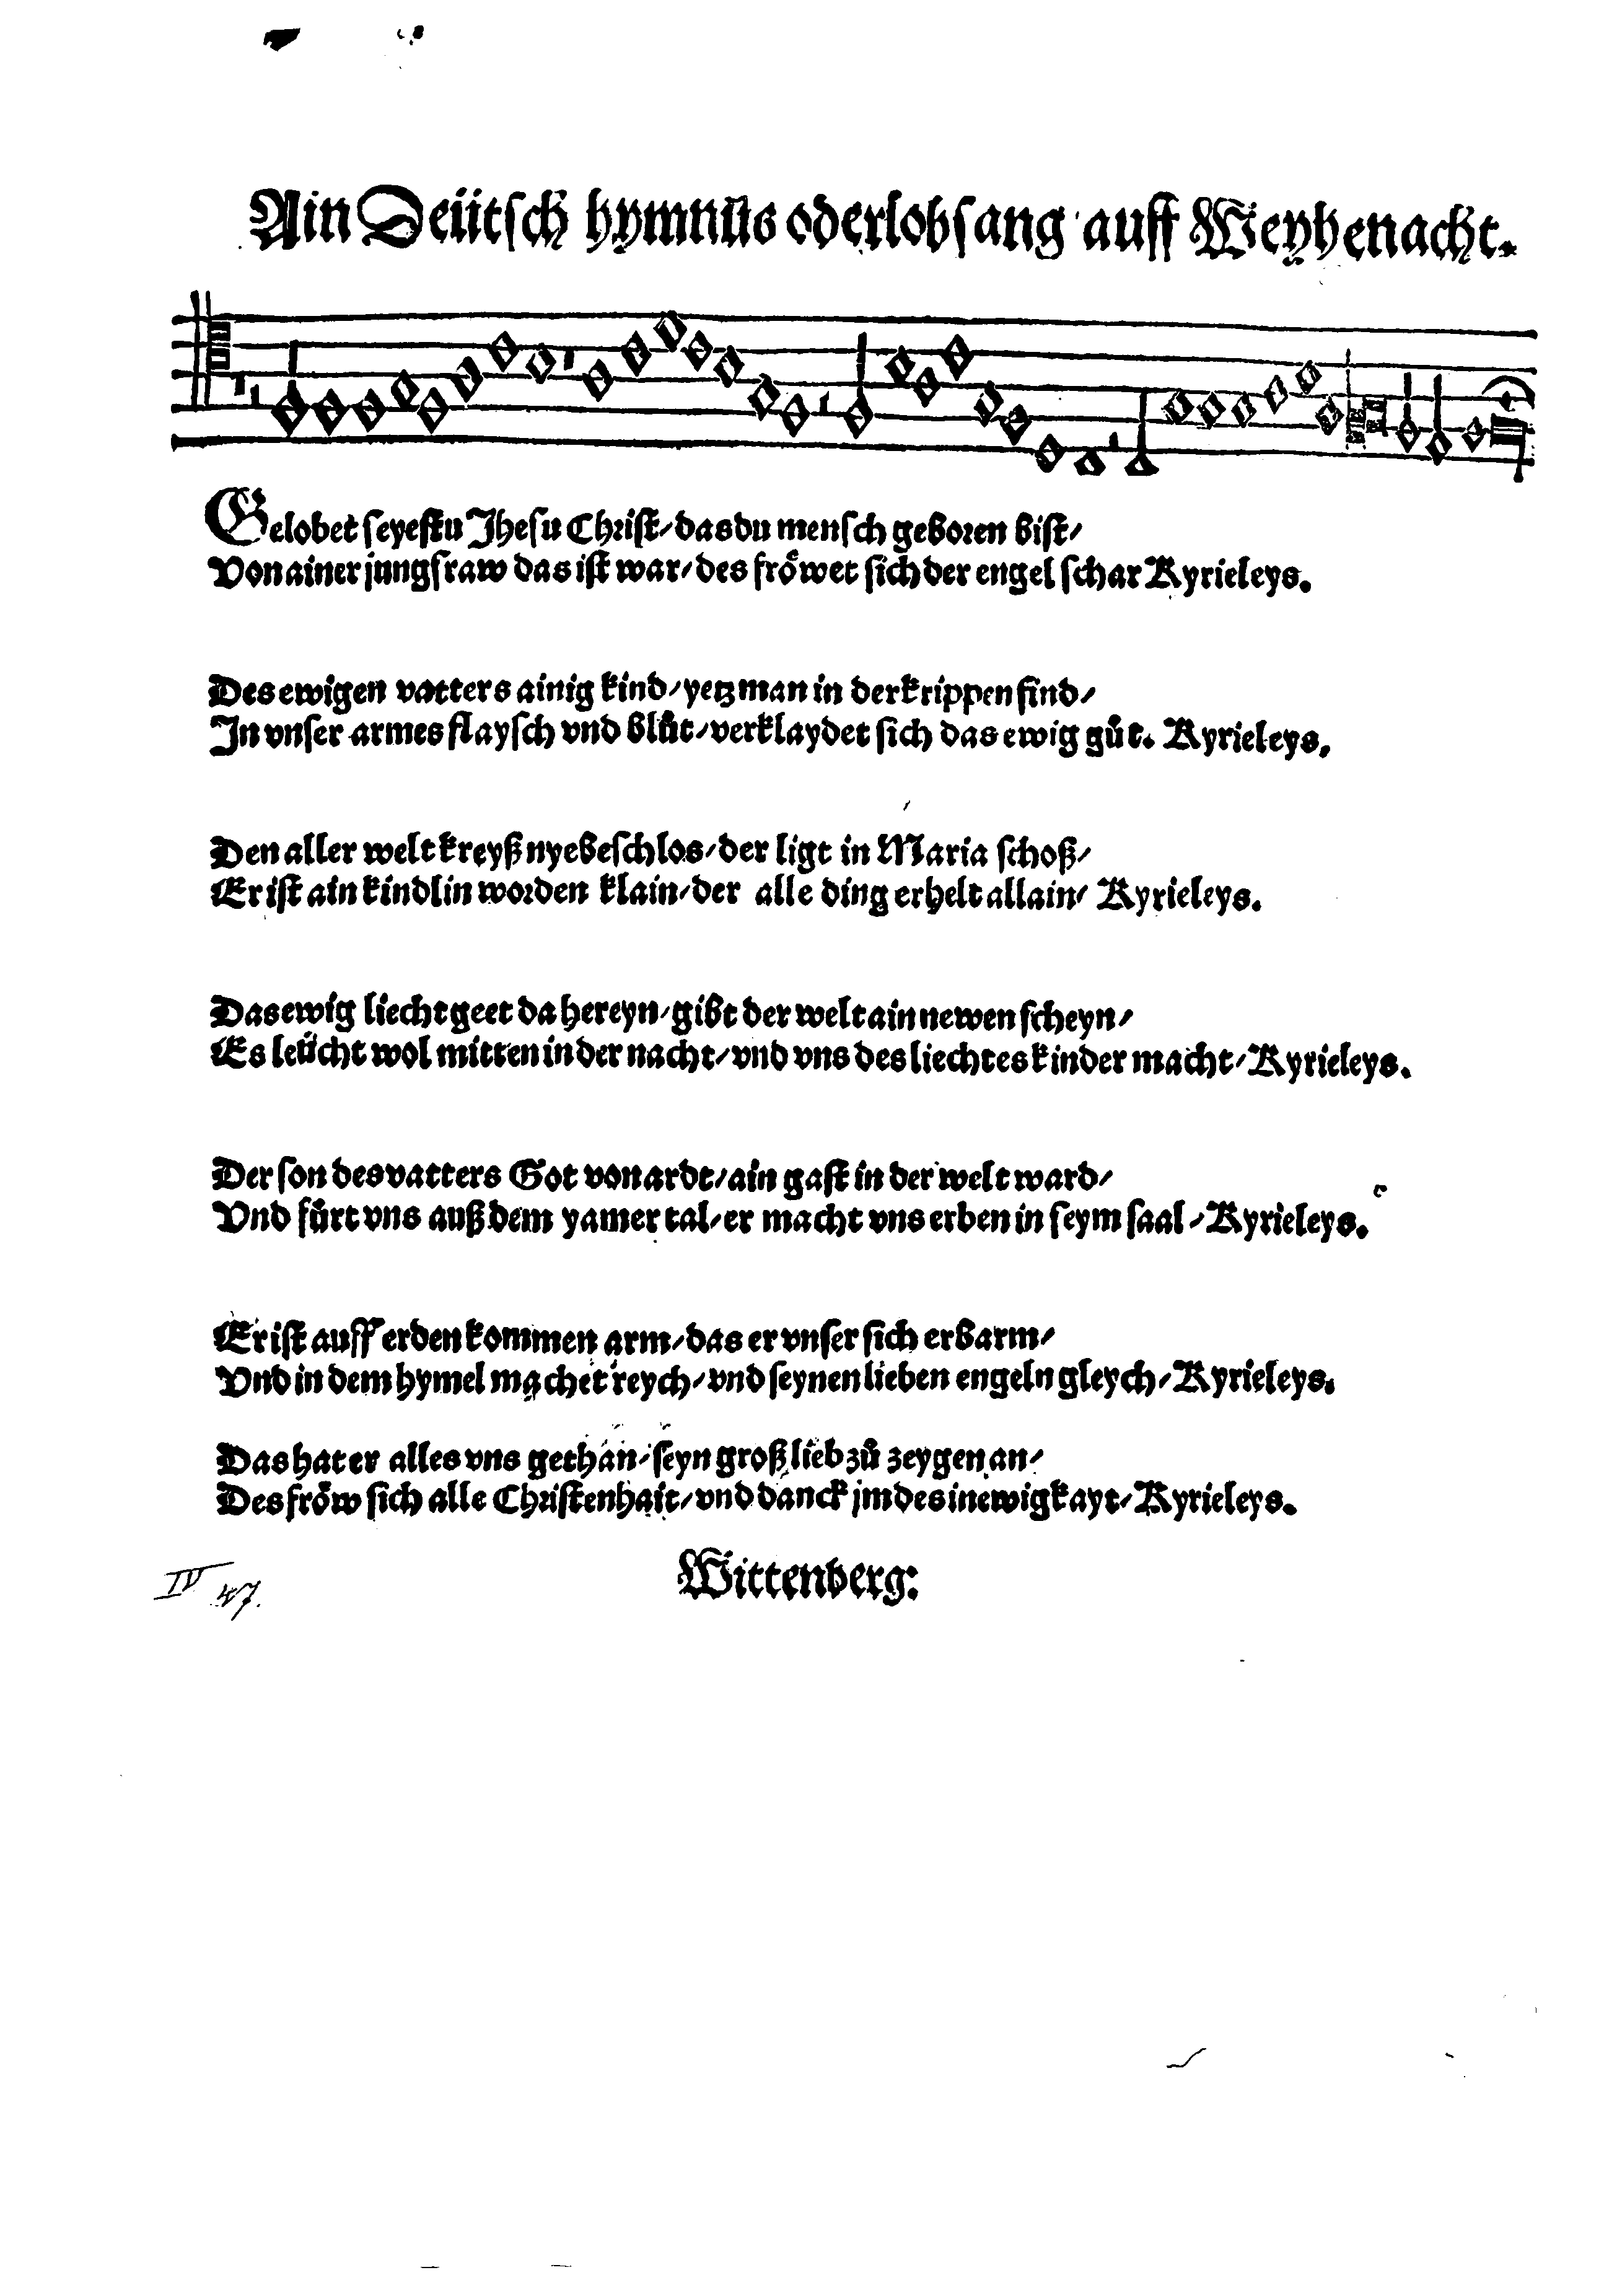 Ain Deütsch hymnus oder lobsang auff Weyhenacht.
Gelobet seyestu Jhesu Christ / das du mensch geboren bist /
Von ainer jungfraw das ist war / des fröwet sich der engel schar Kyrieleys.
Des ewigen vatters ainig kind / yetz man in der krippen find /
In vnser armes flaysch vnd blůt / verklaydet sich das ewig gůt. Kyrieleys,
Den aller welt kreyß nye beschlos / der ligt in Maria schoß /
Er ist ain kindlin worden klain / der alle ding erhelt allain / Kyrieleys.
Das ewig liecht geet da hereyn / gibt der welt ain newen scheyn /
Es leücht wol mitten in der nacht / vnd vns des liechtes kinder macht / Kyrieleys.
Der son des vatters Got von ardt / ain gast in der welt ward /
Vnd fůrt vns auß dem yamer tal / er macht vns erben in seym saal / Kyrieleys.
Er ist auff erden kommen arm / das er vnser sich erbarm /
Vnd in dem hymel machet reych / vnd seynen lieben engeln gleych / Kyrieleys.
Das hat er alles vns gethan / seyn groß lieb zů zeygen an /
Des fröw sich alle Christenhait / vnd danck jm des in ewigkayt / Kyrieleys.
Wittenberg:
IV 47.